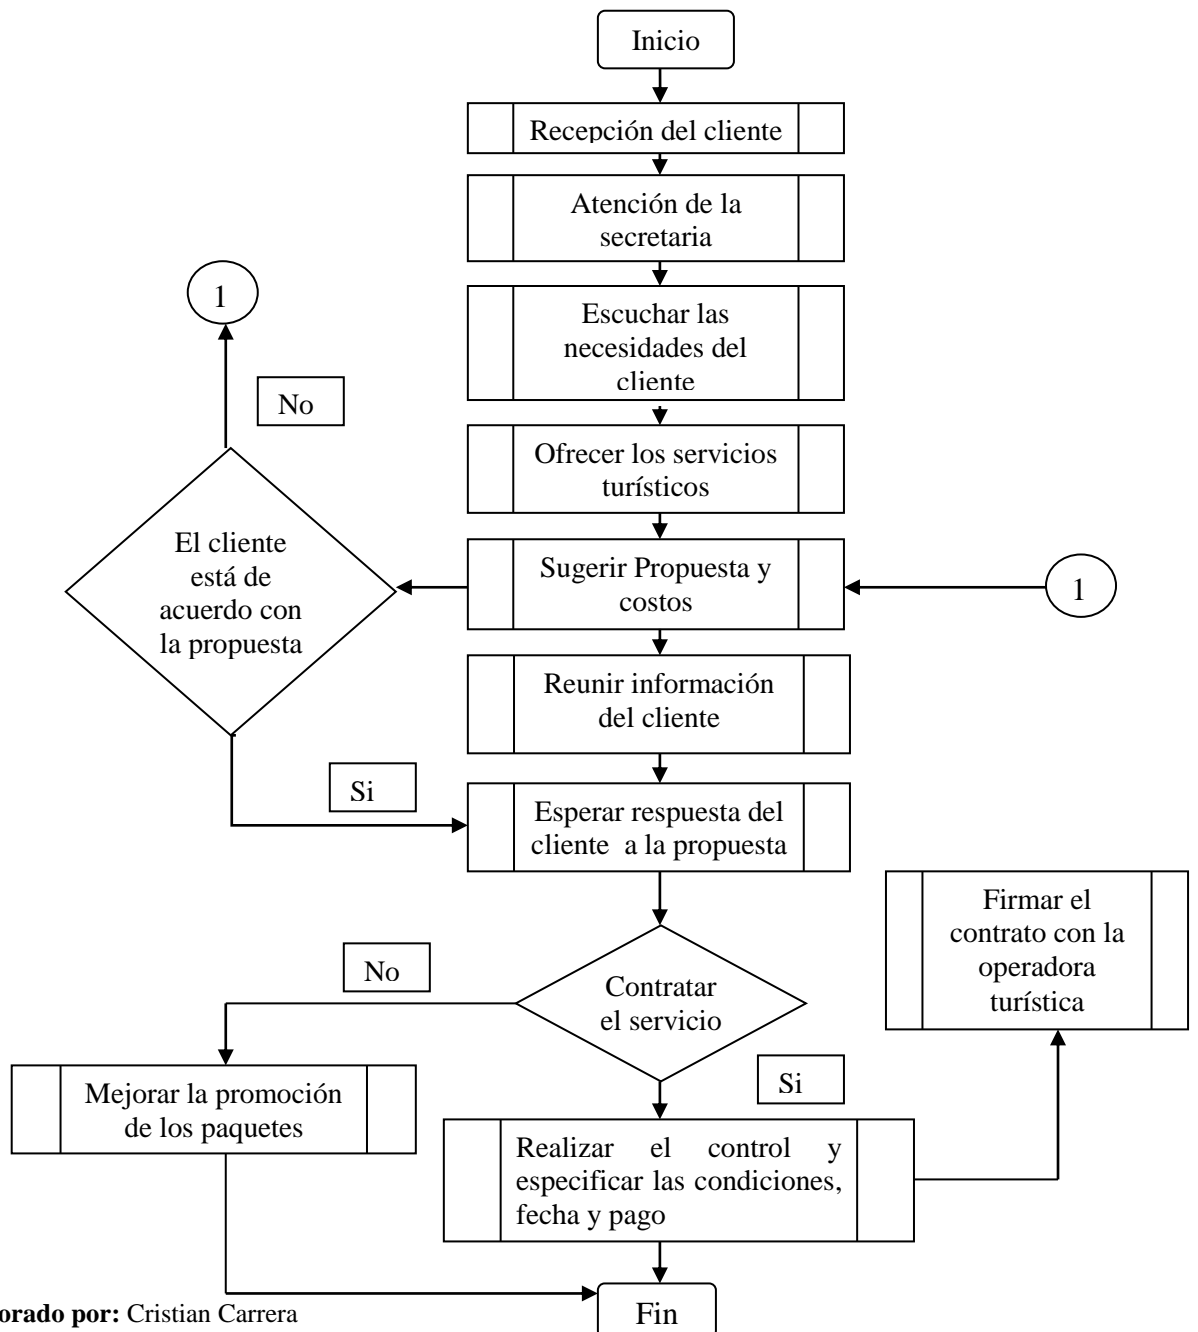 Inicio
Recepción del cliente
Atención de la
secretaria
1
Escuchar las
necesidades del
cliente
No
Ofrecer los servicios
turísticos
El cliente
está de
acuerdo con
la propuesta
Sugerir Propuesta y
costos
1
Reunir información
del cliente
Si
Esperar respuesta del
cliente a la propuesta
Firmar el
contrato con la
operadora
turística
No
Contratar
el servicio
Si
Mejorar la promoción
de los paquetes
Realizar el control y
especificar las condiciones,
fecha y pago
Fin
orado por: Cristian Carrera